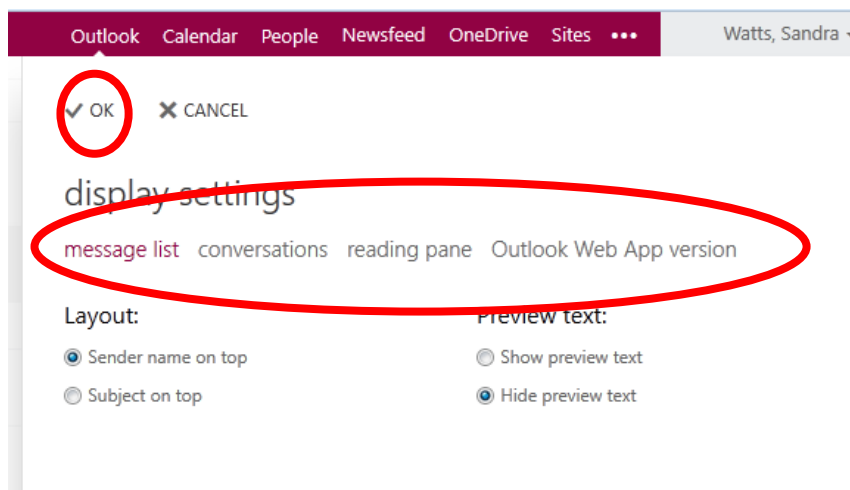 Outlook Calendar People Newsfeed OneDrive Sites ••• Watts, Sandra
OK CANCEL
display settings
message list conversations reading pane Outlook Web App version
Layout: Preview text:
Sender name on top Show preview text
Subject on top Hide preview text